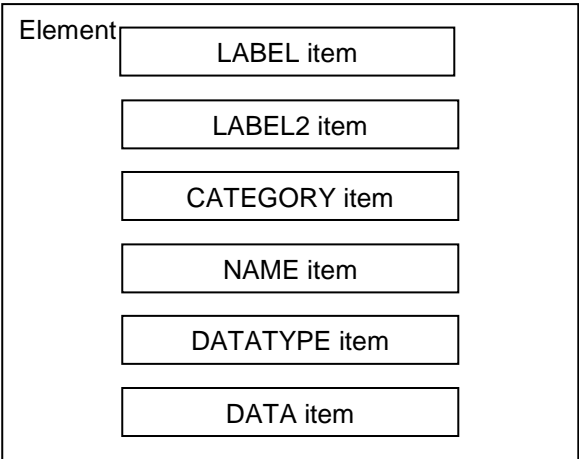 Element
LABEL item
LABEL2 item
CATEGORY item
NAME item
DATATYPE item
DATA item